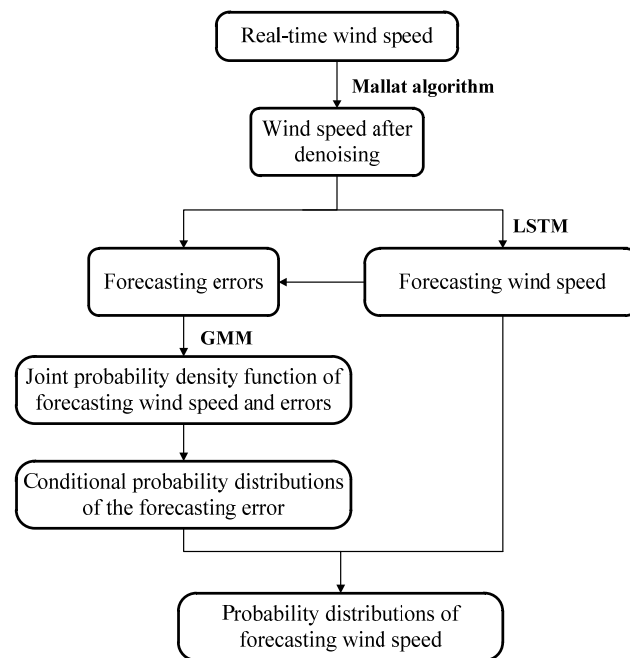 Real-time wind speed
Mallat algorithm
Wind speed after
denoising
LSTM
Forecasting errors
Forecasting wind speed
GMM
Joint probability density function of
forecasting wind speed and errors
Conditional probability distributions
of the forecasting error
Probability distributions of
forecasting wind speed